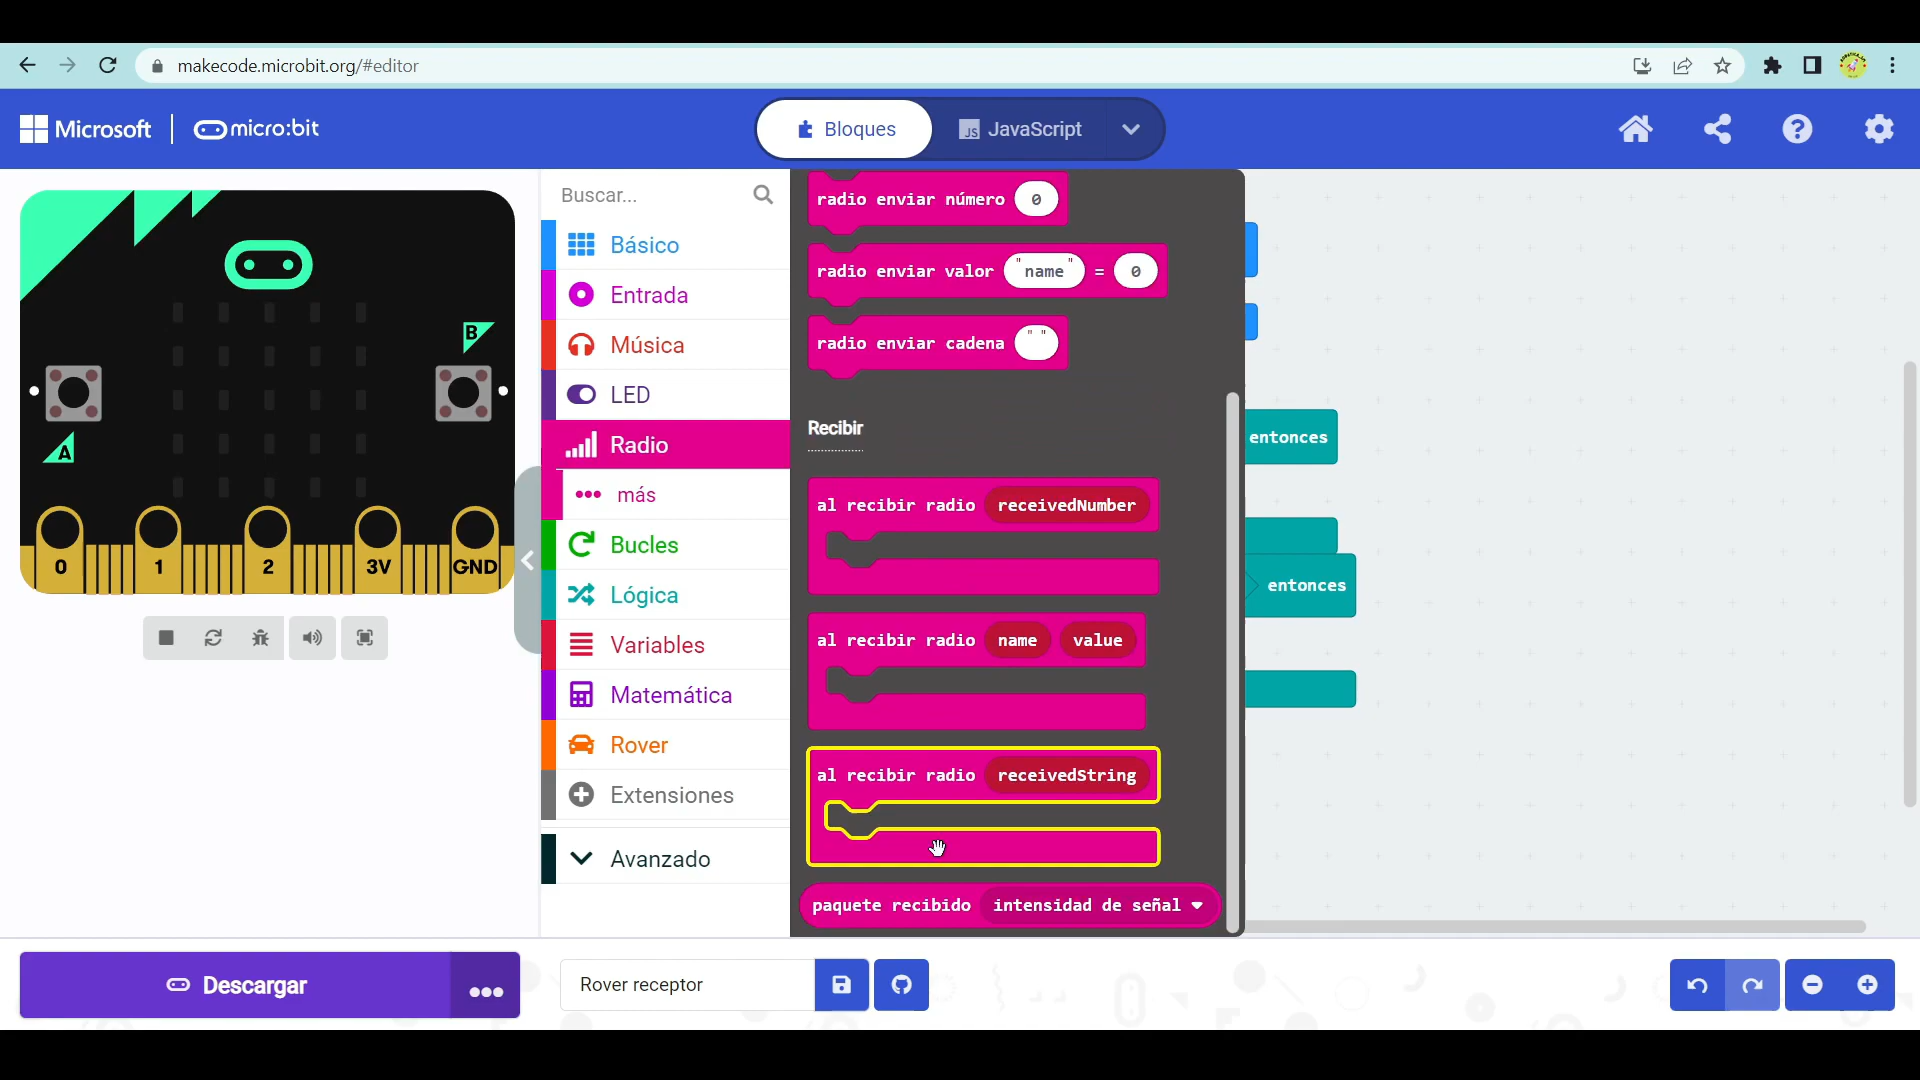 makecode.microbit.org/#editor
Microsoft | micro:bit
Bloques
JS JavaScript
B
A
0 1 2 3V GND
Buscar...
Básico
Entrada
Música
LED
Radio
más
Bucles
Lógica
Variables
Matemática
Rover
Extensiones
Avanzado
radio enviar número 0
radio enviar valor "name" = 0
radio enviar cadena " "
Recibir
al recibir radio receivedNumber
al recibir radio name value
al recibir radio receivedString
paquete recibido intensidad de señal
entonces
entonces
Descargar
Rover receptor